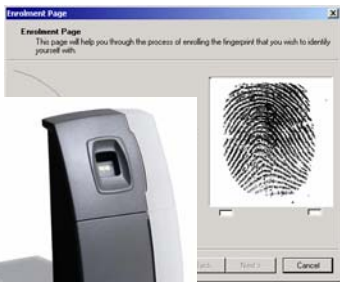 Enrolment Page
Enrolment Page
This page will help you through the process of enrolling the fingerprint that you wish to identify
yourself with.
Next >
Cancel